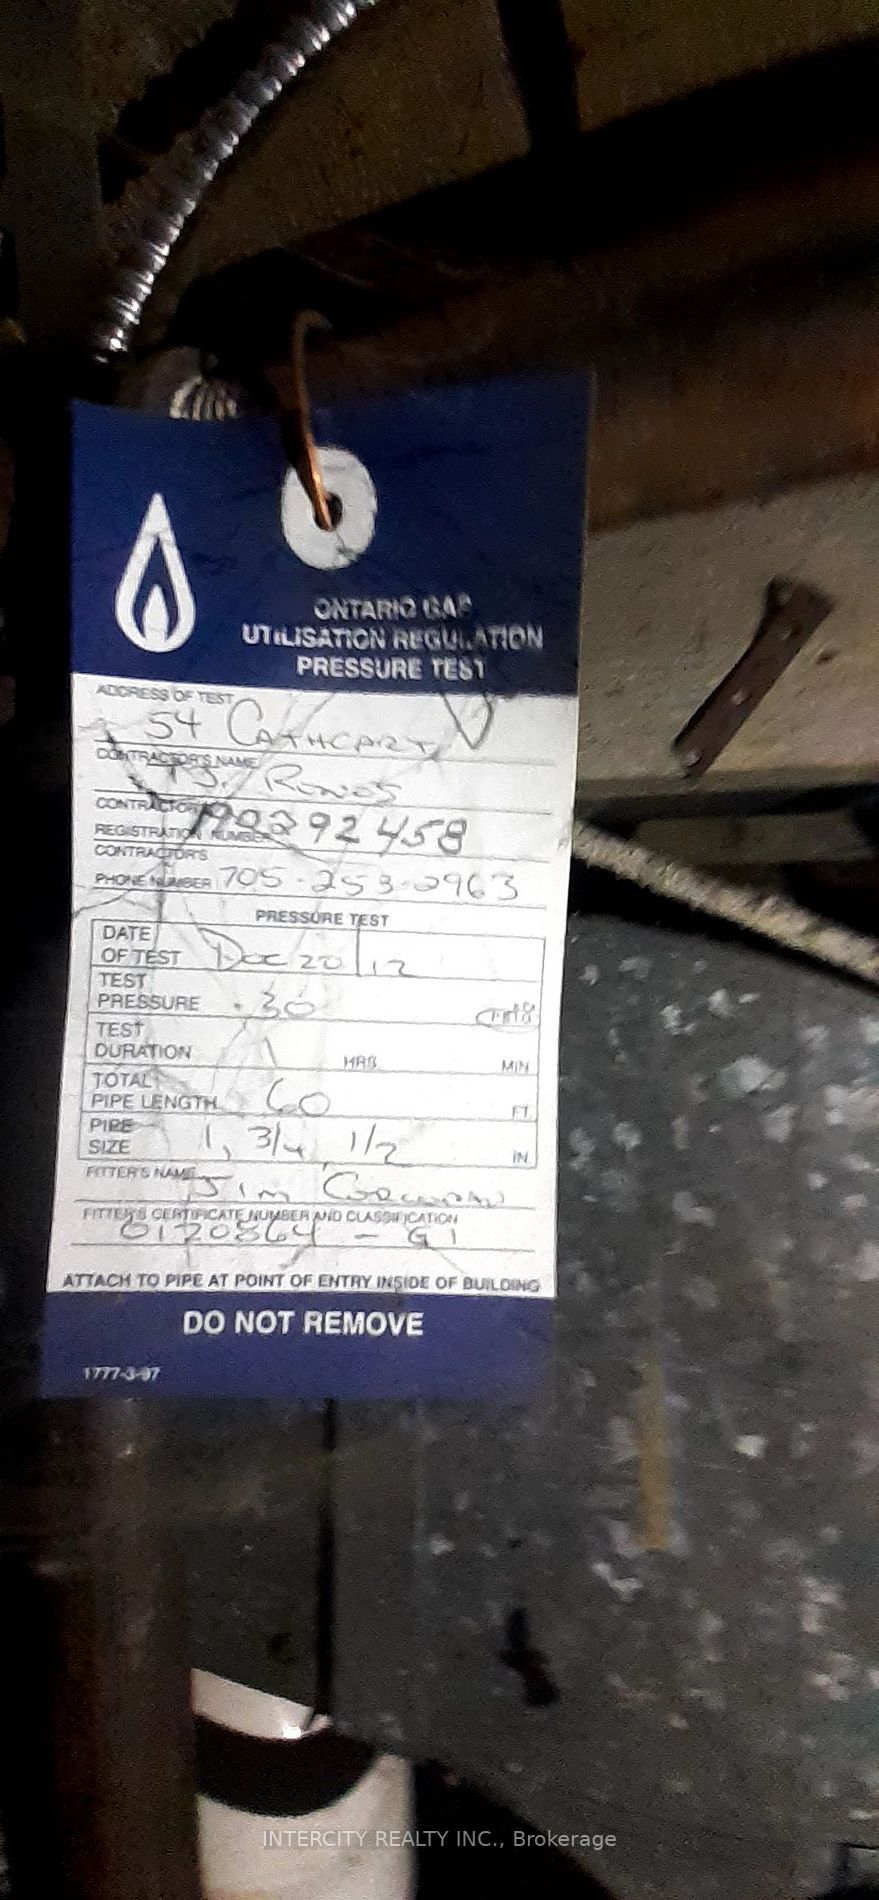 ONTARIO GAS
UTILISATION REGULATION
PRESSURE TEST
ADDRESS OF TEST
54 CATHCART
CONTRACTOR'S NAME
CONTRACTOR
REGISTRATION NUMBER
92458
CONTRACTOR'S
PHONE NUMBER 705-253-2963
PRESSURE TEST
DATE
OF TEST Dec 20/12
TEST
PRESSURE 30
TEST
DURATION 1 HRS. MIN
TOTAL
PIPE LENGTH 60 FT
PIPE
SIZE 1, 3/4, 1/2 IN
FITTER'S NAME Jim
FITTER'S CERTIFICATE NUMBER AND CLASSIFICATION
- G1
ATTACH TO PIPE AT POINT OF ENTRY INSIDE OF BUILDING
DO NOT REMOVE
1777-3-97
INTERCITY REALTY INC., Brokerage